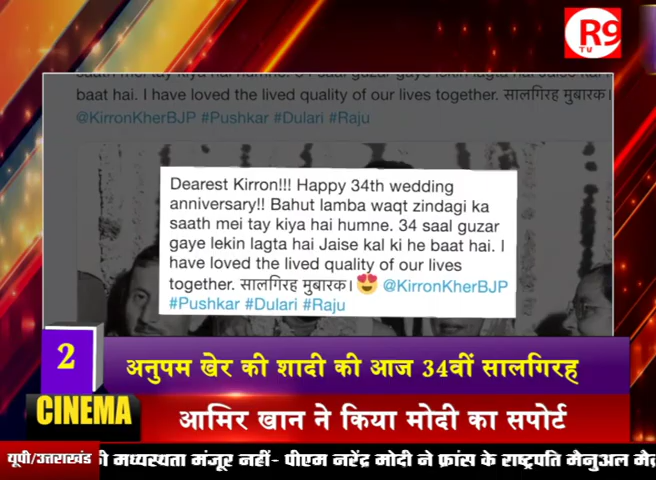 R9
TV
saath mei tay kiya hai humne. 34 saal guzar gaye lekin lagta hai Jaise kal ki
baat hai. I have loved the lived quality of our lives together. सालगिरह मुबारक।
@KirronKherBJP #Pushkar #Dulari #Raju
Dearest Kirron!!! Happy 34th wedding
anniversary!! Bahut lamba waqt zindagi ka
saath mei tay kiya hai humne. 34 saal guzar
gaye lekin lagta hai Jaise kal ki he baat hai. I
have loved the lived quality of our lives
together. सालगिरह मुबारक। 😍 @KirronKherBJP
#Pushkar #Dulari #Raju
2
अनुपम खेर की शादी की आज 34वीं सालगिरह
CINEMA
आमिर खान ने किया मोदी का सपोर्ट
यूपी/उत्तराखंड
की मध्यस्थता मंजूर नहीं- पीएम नरेंद्र मोदी ने फ्रांस के राष्ट्रपति मैनुअल